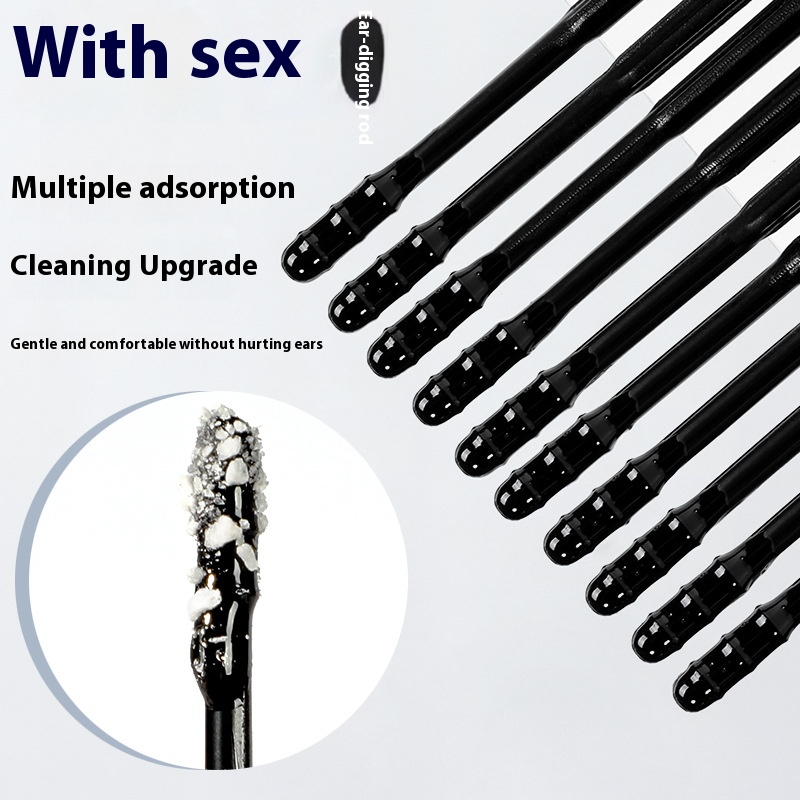 With sex
Ear-digging rod
Multiple adsorption
Cleaning Upgrade
Gentle and comfortable without hurting ears